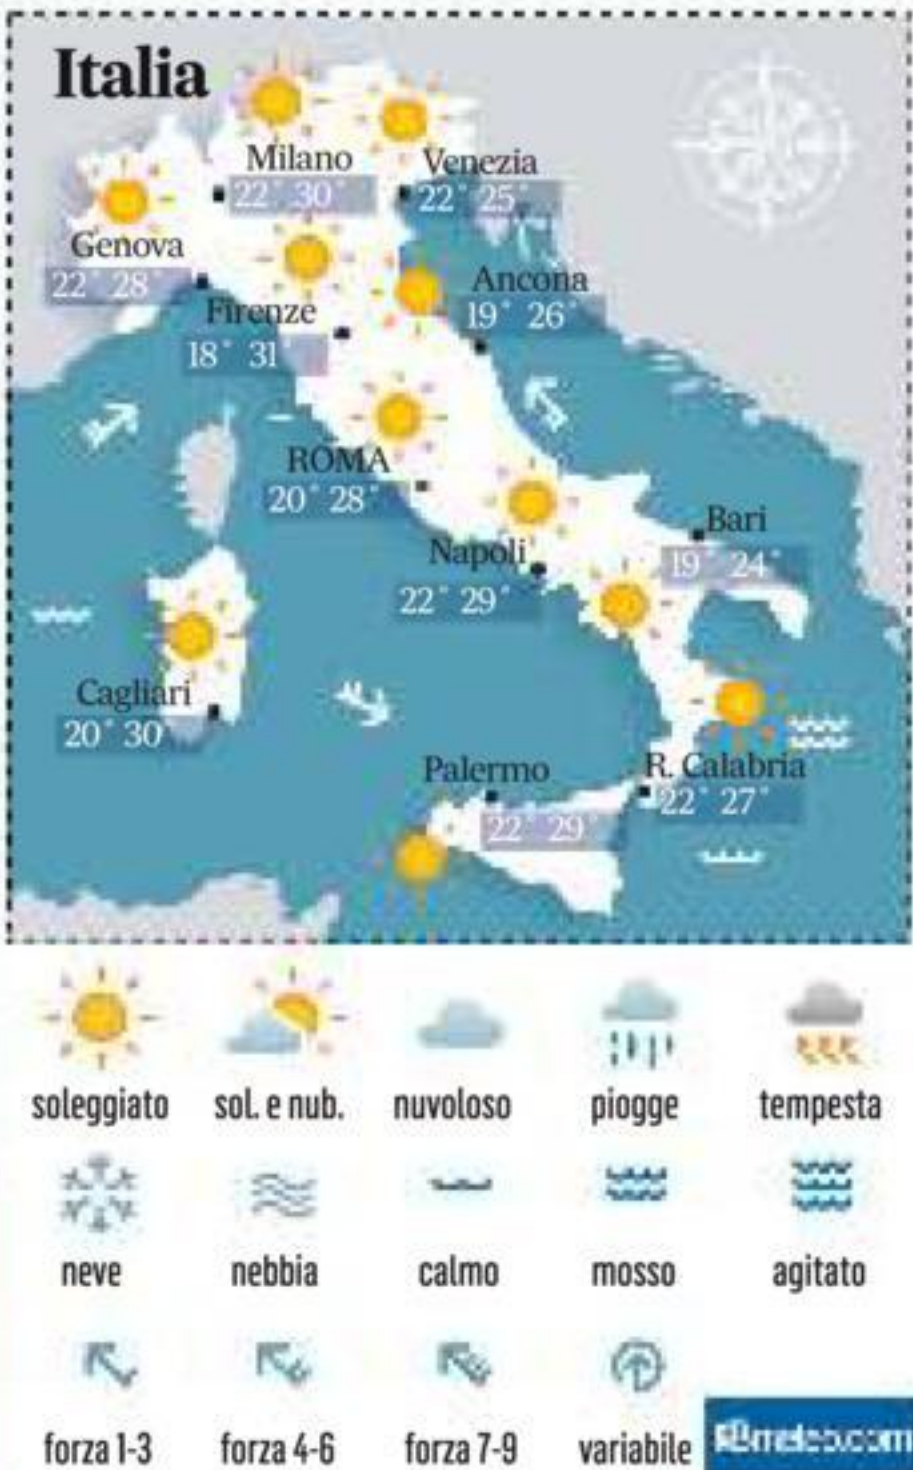 Italia
Milano
22° 30°
Venezia
22° 25°
Genova
22° 28°
Ancona
19° 26°
Firenze
18° 31°
ROMA
20° 28°
Bari
19° 24°
Napoli
22° 29°
Cagliari
20° 30°
Palermo
22° 29°
R. Calabria
22° 27°
soleggiato sol. e nub. nuvoloso piogge tempesta
neve nebbia calmo mosso agitato
forza 1-3 forza 4-6 forza 7-9 variabile